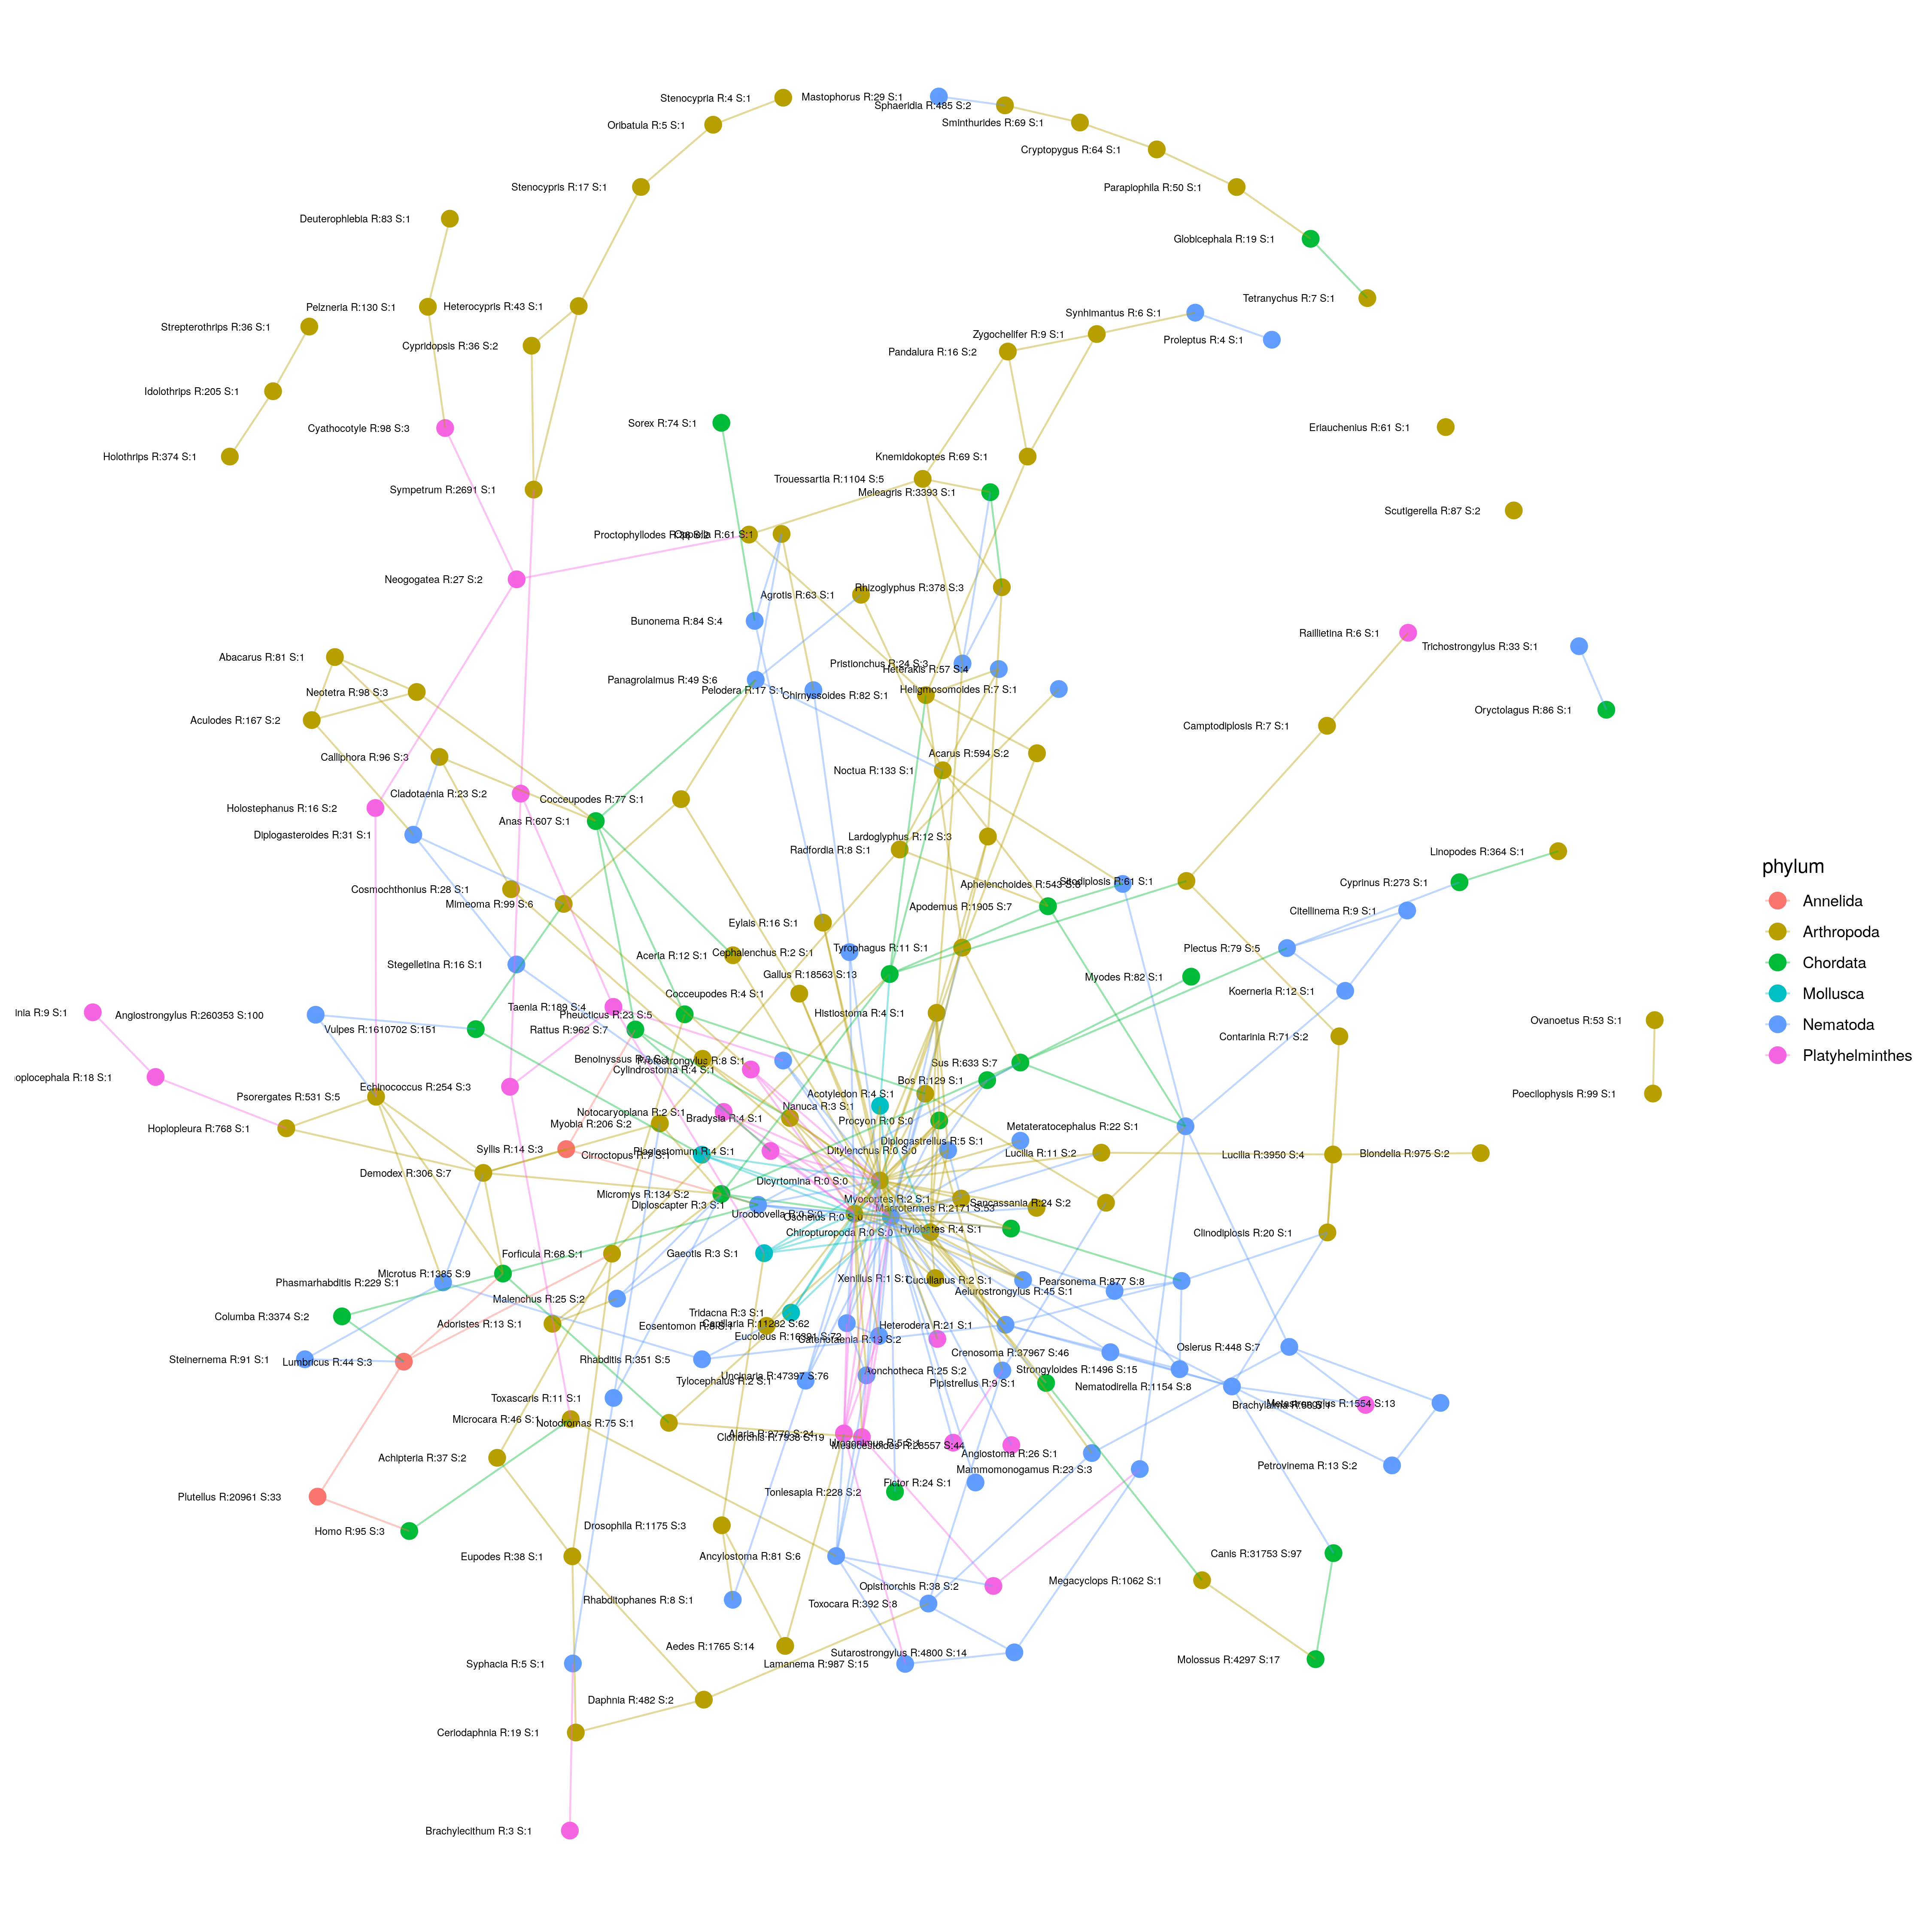 Stenocypria R:4 S:1
Mastophorus R:29 S:1
Sphaeridia R:485 S:2
Oribatula R:5 S:1
Sminthurides R:69 S:1
Cryptopygus R:64 S:1
Stenocypris R:17 S:1
Parapiophila R:50 S:1
Deuterophlebia R:83 S:1
Globicephala R:19 S:1
Tetranychus R:7 S:1
Pelzneria R:130 S:1
Heterocypris R:43 S:1
Synhimantus R:6 S:1
Strepterothrips R:36 S:1
Zygochelifer R:9 S:1
Proleptus R:4 S:1
Cypridopsis R:36 S:2
Pandalura R:16 S:2
Idolothrips R:205 S:1
Sorex R:74 S:1
Cyathocotyle R:98 S:3
Eriauchenius R:61 S:1
Holothrips R:374 S:1
Knemidokoptes R:69 S:1
Trouessartia R:1104 S:5
Sympetrum R:2691 S:1
Meleagris R:3393 S:1
Scutigerella R:87 S:2
Proctophyllodes
R:61 S:1
Neogogatea R:27 S:2
Rhizoglyphus R:378 S:3
Agrotis R:63 S:1
Bunonema R:84 S:4
Raillietina R:6 S:1
Trichostrongylus R:33 S:1
Abacarus R:81 S:1
Pristionchus R:24 S:3
Heterakis R:57 S:4
Panagrolaimus R:49 S:6
Pelodera R:17 S:1
Chirnyssoides R:82 S:1
Heligmosomoides R:7 S:1
Neotetra R:98 S:3
Oryctolagus R:86 S:1
Aculodes R:167 S:2
Camptodiplosis R:7 S:1
Calliphora R:96 S:3
Acarus R:594 S:2
Noctua R:133 S:1
Cladotaenia R:23 S:2
Cocceupodes R:77 S:1
Holostephanus R:16 S:2
Anas R:607 S:1
Diplogasteroides R:31 S:1
Lardoglyphus R:12 S:3
Radfordia R:8 S:1
Linopodes R:364 S:1
Cosmochthonius R:28 S:1
Aphelenchoides R:543
Sitodiplosis R:61 S:1
Cyprinus R:273 S:1
Mimeoma R:99 S:6
Apodemus R:1905 S:7
Citellinema R:9 S:1
Eylais R:16 S:1
Tyrophagus R:11 S:1
Plectus R:79 S:5
Aceria R:12 S:1
Cephalenchus R:2 S:1
Stegelletina R:16 S:1
Gallus R:18563 S:13
Myodes R:82 S:1
Koerneria R:12 S:1
Cocceupodes R:4 S:1
Taenia R:189 S:4
inia R:9 S:1
Angiostrongylus R:260353 S:100
Pheucticus R:23 S:5
Histiostoma R:4 S:1
Ovanoetus R:53 S:1
Vulpes R:1610702 S:151
Rattus R:962 S:7
Contarinia R:71 S:2
Benoinyssus
Protostrongylus R:8 S:1
Cylindrostoma R:4 S:1
Sus R:633 S:7
oplocephala R:18 S:1
Bos R:129 S:1
Echinococcus R:254 S:3
Psorergates R:531 S:5
Acotyledon R:4 S:1
Poecilophysis R:99 S:1
Nanuca R:3 S:1
Notocaryoplana R:2 S:1
Bradysia R:4 S:1
Procyon R:0 S:0
Myobia R:206 S:2
Hoplopleura R:768 S:1
Metateratocephalus R:22 S:1
Diplogastrellus R:5 S:1
Syllis R:14 S:3
Cirroctopus R:7 S:1
Plagiostomum R:4 S:1
Ditylenchus R:0 S:0
Lucilia R:11 S:2
Lucilia R:3950 S:4
Blondelia R:975 S:2
Demodex R:306 S:7
Dicyrtomina R:0 S:0
Micromys R:134 S:2
Myocoptes R:2 S:1
Sancassania R:24 S:2
Diploscapter R:3 S:1
Macrotermes R:2171 S:53
Uroobovella R:0 S:0
Oscheius R:0 S:0
Chiropturopoda R:0 S:0
Hylobates R:4 S:1
Clinodiplosis R:20 S:1
Forficula R:68 S:1
Gaeotis R:3 S:1
Microtus R:1385 S:9
Phasmarhabditis R:229 S:1
Xenillus R:1 S:1
Cucullanus R:2 S:1
Pearsonema R:877 S:8
Aelurostrongylus R:45 S:1
Malenchus R:25 S:2
Columba R:3374 S:2
Tridacna R:3 S:1
Adoristes R:13 S:1
Eosentomon
Capillaria R:11282 S:62
Heterodera R:21 S:1
Eucoleus R:16391 S:72
Catenotaenia R:13 S:2
Steinernema R:91 S:1
Lumbricus R:44 S:3
Rhabditis R:351 S:5
Crenosoma R:37967 S:46
Oslerus R:448 S:7
Tylocephalus R:2 S:1
Uncinaria R:47397 S:76
Aonchotheca R:25 S:2
Strongyloides R:1496 S:15
Pipistrellus R:9 S:1
Nematodirella R:1154 S:8
Toxascaris R:11 S:1
Metastrongylus R:1554 S:13
Microcara R:46 S:1
Notodromas R:75 S:1
Alaria R:2770 S:24
Clonorchis R:7938 S:19
Mesocestoides R:28557 S:44
Angiostoma R:26 S:1
Achipteria R:37 S:2
Petrovinema R:13 S:2
Mammomonogamus R:23 S:3
Fictor R:24 S:1
Tonlesapia R:228 S:2
Plutellus R:20961 S:33
Drosophila R:1175 S:3
Homo R:95 S:3
Eupodes R:38 S:1
Ancylostoma R:81 S:6
Canis R:31753 S:97
Megacyclops R:1062 S:1
Opisthorchis R:38 S:2
Rhabditophanes R:8 S:1
Toxocara R:392 S:8
Aedes R:1765 S:14
Sutarostrongylus R:4800 S:14
Molossus R:4297 S:17
Syphacia R:5 S:1
Lamanema R:987 S:15
Daphnia R:482 S:2
Ceriodaphnia R:19 S:1
Brachylecithum R:3 S:1
phylum
Annelida
Arthropoda
Chordata
Mollusca
Nematoda
Platyhelminthes